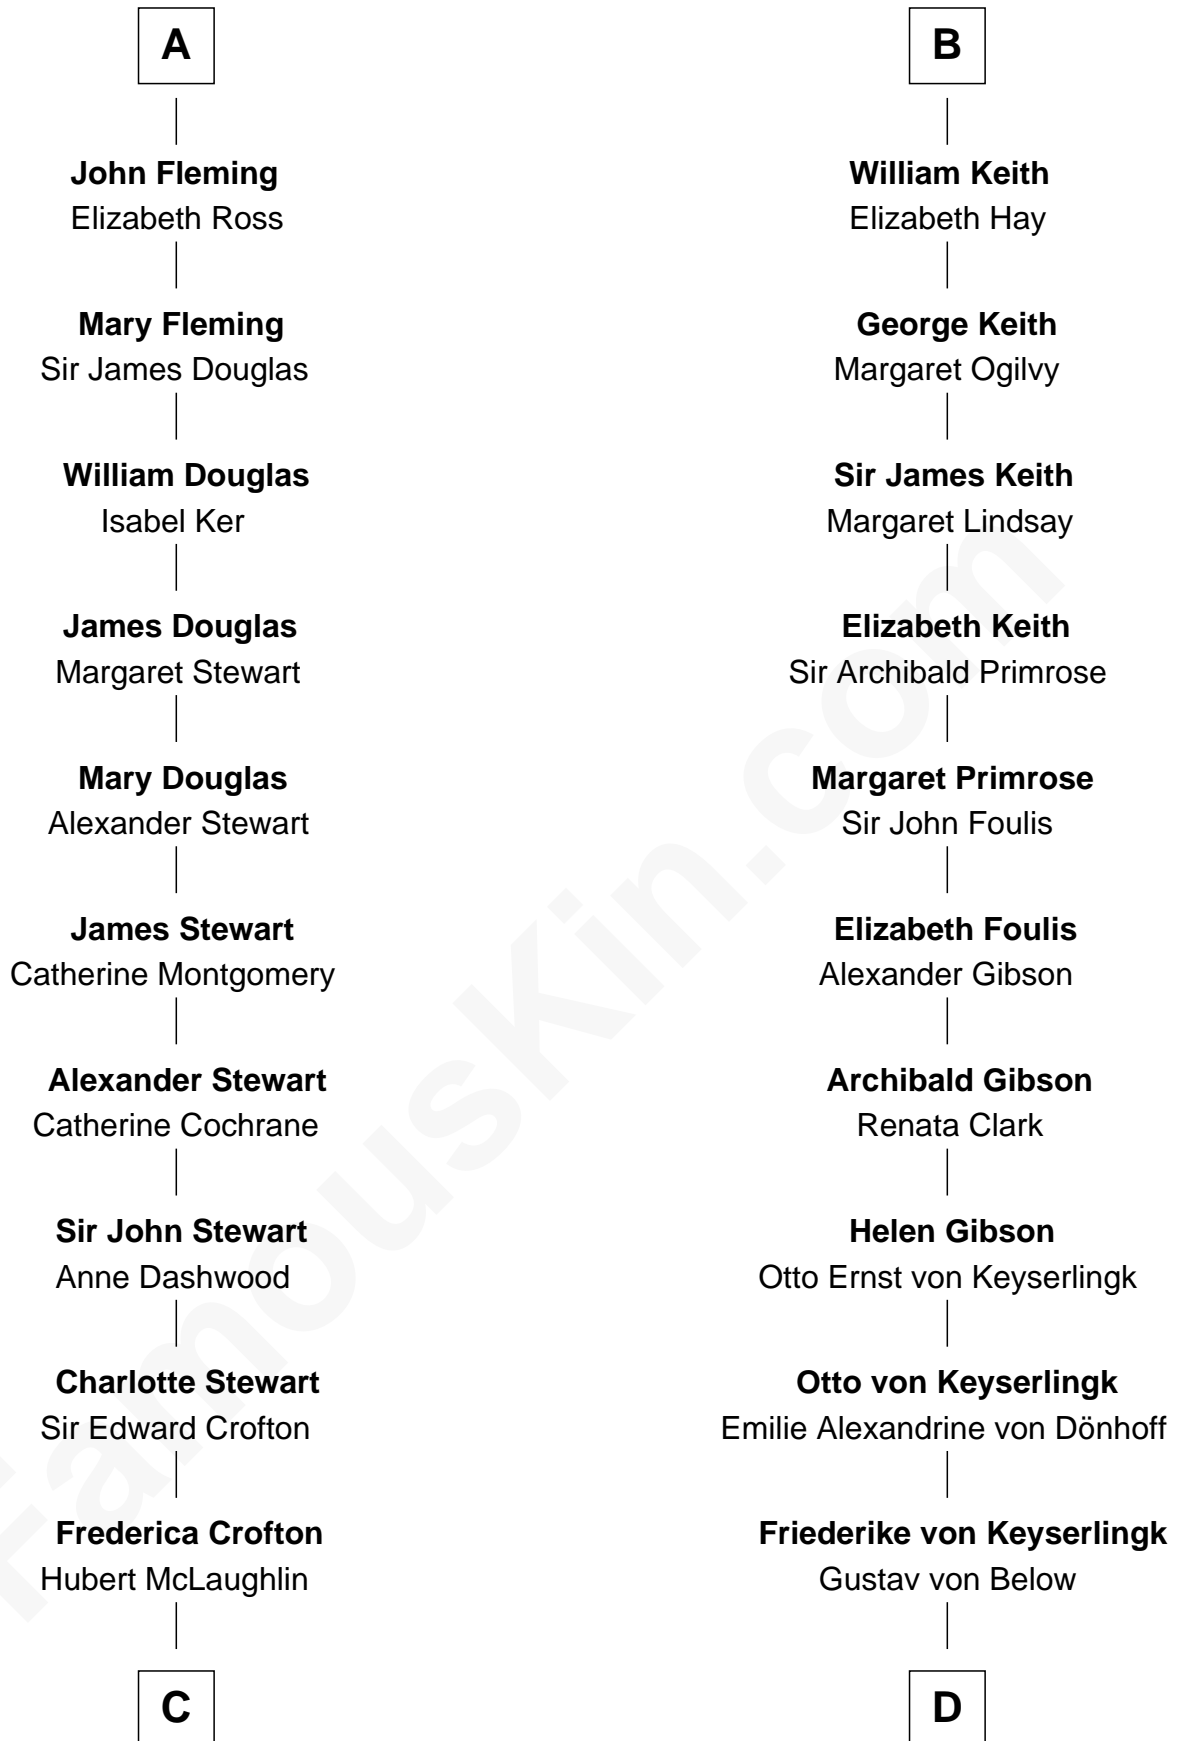 A
John Fleming
Elizabeth Ross
Mary Fleming
Sir James Douglas
William Douglas
Isabel Ker
James Douglas
Margaret Stewart
Mary Douglas
Alexander Stewart
James Stewart
Catherine Montgomery
Alexander Stewart
Catherine Cochrane
Sir John Stewart
Anne Dashwood
Charlotte Stewart
Sir Edward Crofton
Frederica Crofton
Hubert McLaughlin
C
B
William Keith
Elizabeth Hay
George Keith
Margaret Ogilvy
Sir James Keith
Margaret Lindsay
Elizabeth Keith
Sir Archibald Primrose
Margaret Primrose
Sir John Foulis
Elizabeth Foulis
Alexander Gibson
Archibald Gibson
Renata Clark
Helen Gibson
Otto Ernst von Keyserlingk
Otto von Keyserlingk
Emilie Alexandrine von Dönhoff
Friederike von Keyserlingk
Gustav von Below
D
FamousKin.com